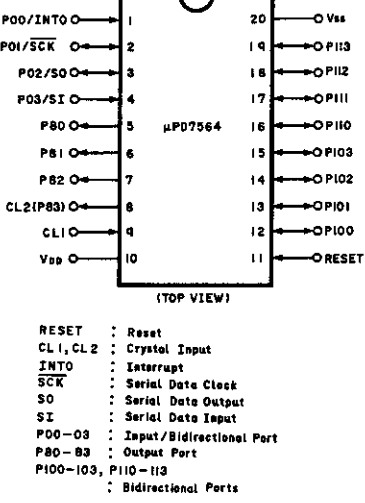 P00/INT0 1 20 Vss
P01/SCK 2 19 P113
P02/SO 3 18 P112
P03/SI 4 17 P111
P80 5 μPD7564 16 P110
P81 6 15 P103
P82 7 14 P102
CL2(P83) 8 13 P101
CL1 9 12 P100
VDD 10 11 RESET
(TOP VIEW)
RESET : Reset
CL1, CL2 : Crystal Input
INT0 : Interrupt
SCK : Serial Data Clock
SO : Serial Data Output
SI : Serial Data Input
P00-03 : Input/Bidirectional Port
P80-83 : Output Port
P100-103, P110-113
: Bidirectional Ports